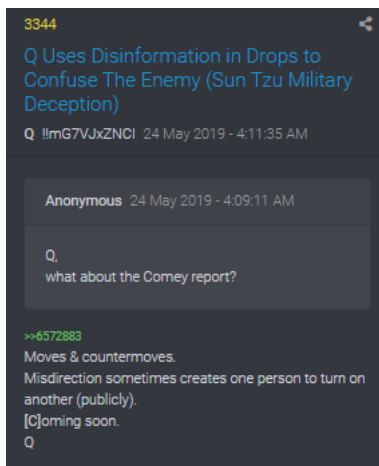 3344
Q Uses Disinformation in Drops to
Confuse The Enemy (Sun Tzu Military
Deception)
Q !!mG7VJxZNCI 24 May 2019 - 4:11:35 AM
Anonymous 24 May 2019 - 4:09:11 AM
Q,
what about the Comey report?
>>6572883
Moves & countermoves.
Misdirection sometimes creates one person to turn on
another (publicly).
[C]oming soon.
Q